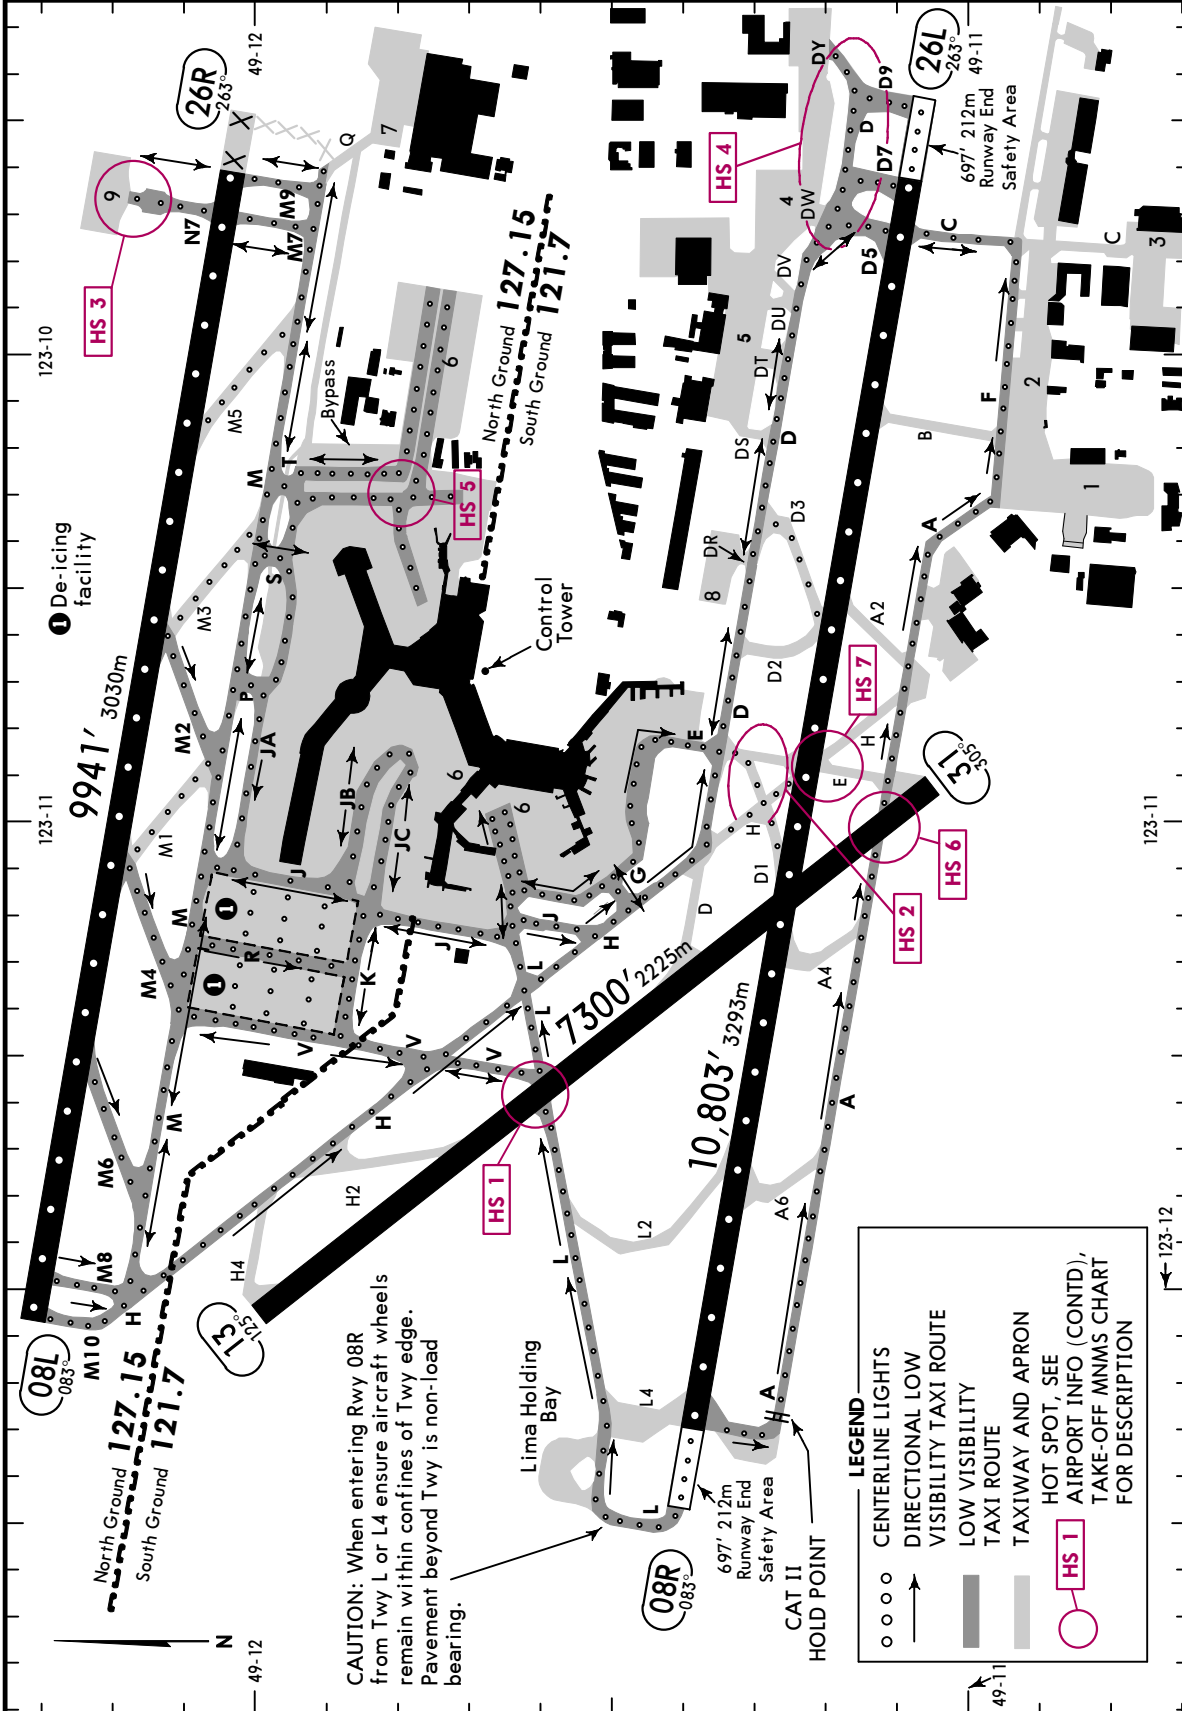 26R
263°
49-12
123-10
HS 3
9
N7
M9
M7
Q
7
M5
Bypass
6
M
T
HS 5
North Ground 127.15
South Ground 121.7
❶ De-icing
facility
M3
S
9941' 3030m
M2
P
JA
M1
123-11
JB
JC
J
6
6
Control
Tower
M
❶
R
❶
M4
K
J
J
V
V
V
M
M6
H
M8
M10
H
08L
083°
H2
H4
13
125°
L
L
H
G
E
7300' 2225m
HS 1
L
L2
L4
L
North Ground 127.15
South Ground 121.7
N
49-12
CAUTION: When entering Rwy 08R
from Twy L or L4 ensure aircraft wheels
remain within confines of Twy edge.
Pavement beyond Twy is non-load
bearing.
Lima Holding
Bay
08R
083°
697' 212m
Runway End
Safety Area
CAT II
HOLD POINT
A
A6
A
A4
10,803' 3293m
D
D1
H
D
E
H
HS 2
HS 6
HS 7
31
305°
123-11
D2
A2
A
D3
8
DR
DS
D
DT
DU
5
DV
DW
4
HS 4
DY
D9
D
D7
D5
C
26L
263°
49-11
697' 212m
Runway End
Safety Area
C
3
F
2
B
1
LEGEND
CENTERLINE LIGHTS
DIRECTIONAL LOW
VISIBILITY TAXI ROUTE
LOW VISIBILITY
TAXI ROUTE
TAXIWAY AND APRON
HS 1
HOT SPOT, SEE
AIRPORT INFO (CONTD),
TAKE-OFF MNMS CHART
FOR DESCRIPTION
123-12
49-11